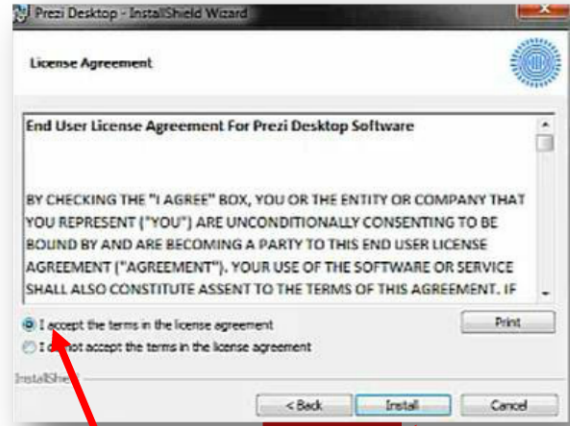 Prezi Desktop - InstallShield Wizard
License Agreement
End User License Agreement For Prezi Desktop Software
BY CHECKING THE "I AGREE" BOX, YOU OR THE ENTITY OR COMPANY THAT
YOU REPRESENT ("YOU") ARE UNCONDITIONALLY CONSENTING TO BE
BOUND BY AND ARE BECOMING A PARTY TO THIS END USER LICENSE
AGREEMENT ("AGREEMENT"). YOUR USE OF THE SOFTWARE OR SERVICE
SHALL ALSO CONSTITUTE ASSENT TO THE TERMS OF THIS AGREEMENT. IF
I accept the terms in the license agreement
Print
I do not accept the terms in the license agreement
InstallShield
< Back Install Cancel